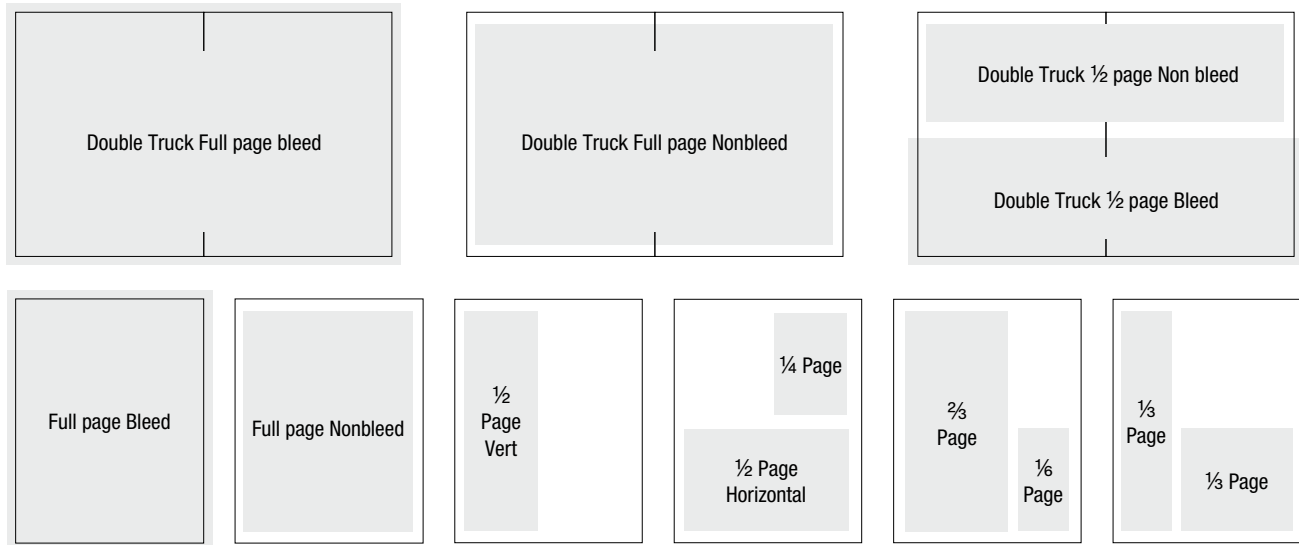 Double Truck Full page bleed
Double Truck Full page Nonbleed
Double Truck ½ page Non bleed
Double Truck ½ page Bleed
Full page Bleed
Full page Nonbleed
½
Page
Vert
¼ Page
½ Page
Horizontal
⅔
Page
⅙
Page
⅓
Page
⅓ Page